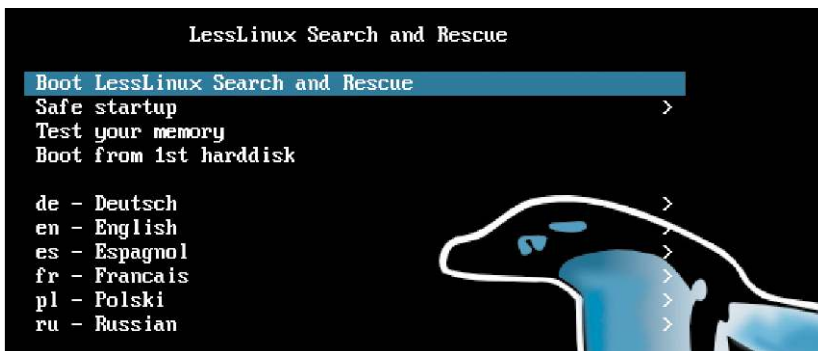 LessLinux Search and Rescue
Boot LessLinux Search and Rescue
Safe startup >
Test your memory
Boot from 1st harddisk
de - Deutsch >
en - English >
es - Espagnol >
fr - Francais >
pl - Polski >
ru - Russian >